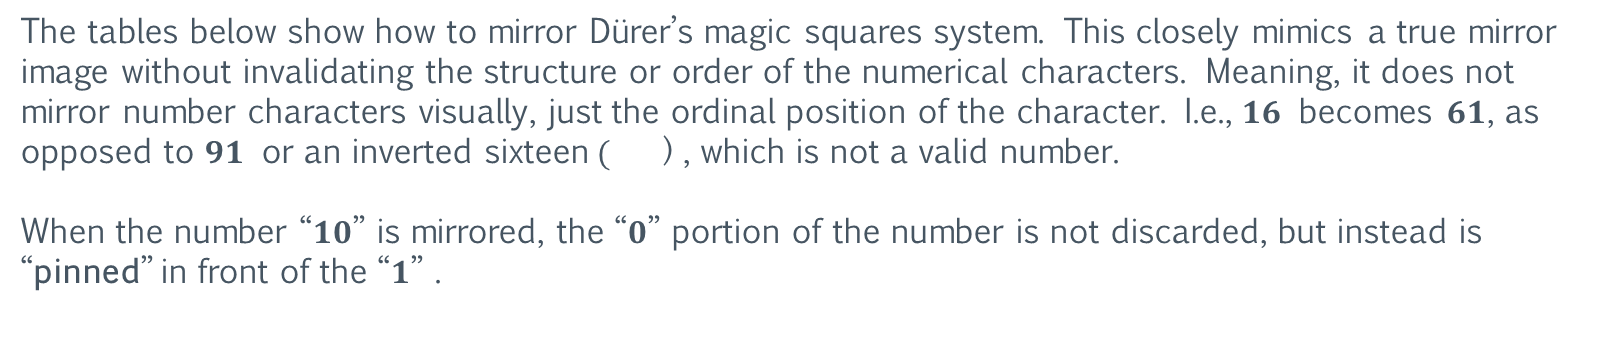 The tables below show how to mirror Dürer’s magic squares system. This closely mimics a true mirror
image without invalidating the structure or order of the numerical characters. Meaning, it does not
mirror number characters visually, just the ordinal position of the character. I.e., 16 becomes 61, as
opposed to 91 or an inverted sixteen ( ), which is not a valid number.
When the number “10” is mirrored, the “0” portion of the number is not discarded, but instead is
“pinned” in front of the “1” .